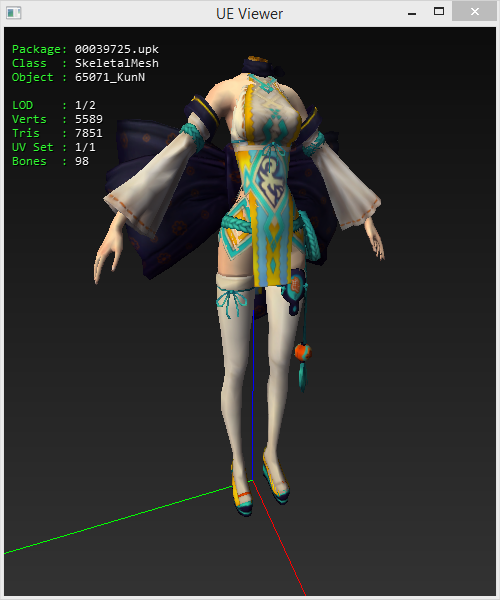 UE Viewer
Package: 00039725.upk
Class  : SkeletalMesh
Object : 65071_KunN
LOD    : 1/2
Verts  : 5589
Tris   : 7851
UV Set : 1/1
Bones  : 98